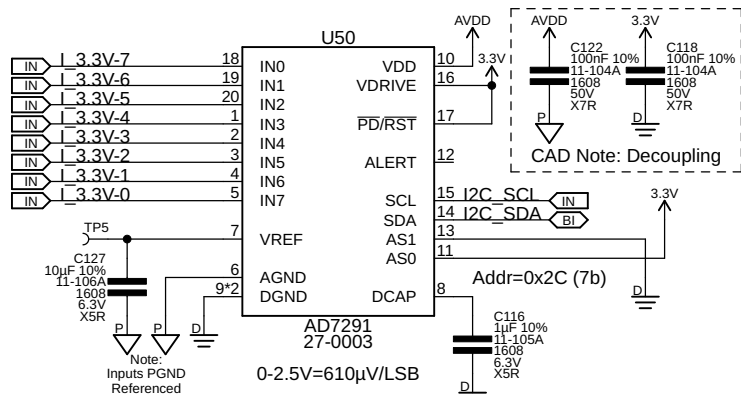 U50
AVDD
3.3V
AVDD
3.3V
C122
100nF 10%
11-104A
1608
50V
X7R
C118
100nF 10%
11-104A
1608
50V
X7R
P
D
CAD Note: Decoupling
IN I_3.3V-7 18 IN0
IN I_3.3V-6 19 IN1
IN I_3.3V-5 20 IN2
IN I_3.3V-4 1 IN3
IN I_3.3V-3 2 IN4
IN I_3.3V-2 3 IN5
IN I_3.3V-1 4 IN6
IN I_3.3V-0 5 IN7
VDD 10
VDRIVE 16
PD/RST 17
ALERT 12
SCL 15 I2C_SCL IN
SDA 14 I2C_SDA BI
AS1 13
AS0 11
3.3V
D
Addr=0x2C (7b)
DCAP 8
TP5
7 VREF
6 AGND
9*2 DGND
C127
10µF 10%
11-106A
1608
6.3V
X5R
P
P
D
Note:
Inputs PGND
Referenced
AD7291
27-0003
0-2.5V=610µV/LSB
C116
1µF 10%
11-105A
1608
6.3V
X5R
D